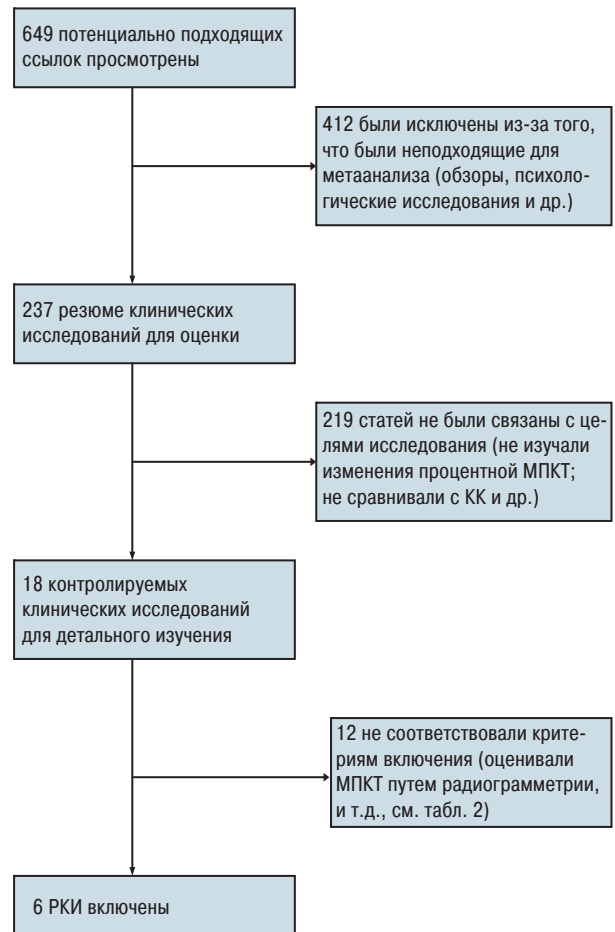 649 потенциально подходящих
ссылок просмотрены
412 были исключены из-за того,
что были неподходящие для
метаанализа (обзоры, психоло-
гические исследования и др.)
237 резюме клинических
исследований для оценки
219 статей не были связаны с це-
лями исследования (не изучали
изменения процентной МПКТ;
не сравнивали с КК и др.)
18 контролируемых
клинических исследований
для детального изучения
12 не соответствовали крите-
риям включения (оценивали
МПКТ путем радиограмметрии,
и т.д., см. табл. 2)
6 РКИ включены